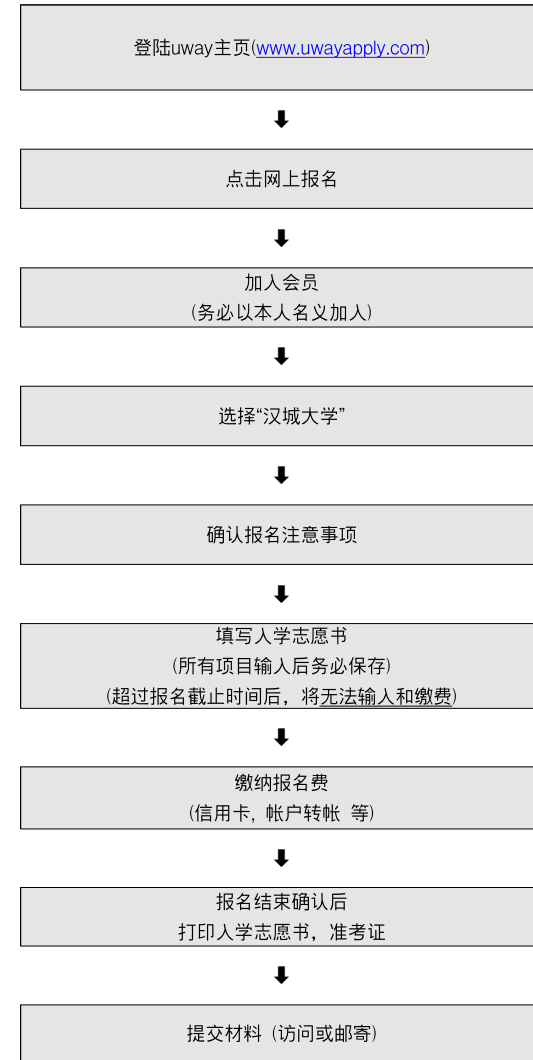 登陆uway主页(www.uwayapply.com)
点击网上报名
加入会员
(务必以本人名义加入)
选择“汉城大学”
确认报名注意事项
填写入学志愿书
(所有项目输入后务必保存)
(超过报名截止时间后，将无法输入和缴费)
缴纳报名费
(信用卡, 帐户转帐 等)
报名结束确认后
打印入学志愿书，准考证
提交材料 (访问或邮寄)